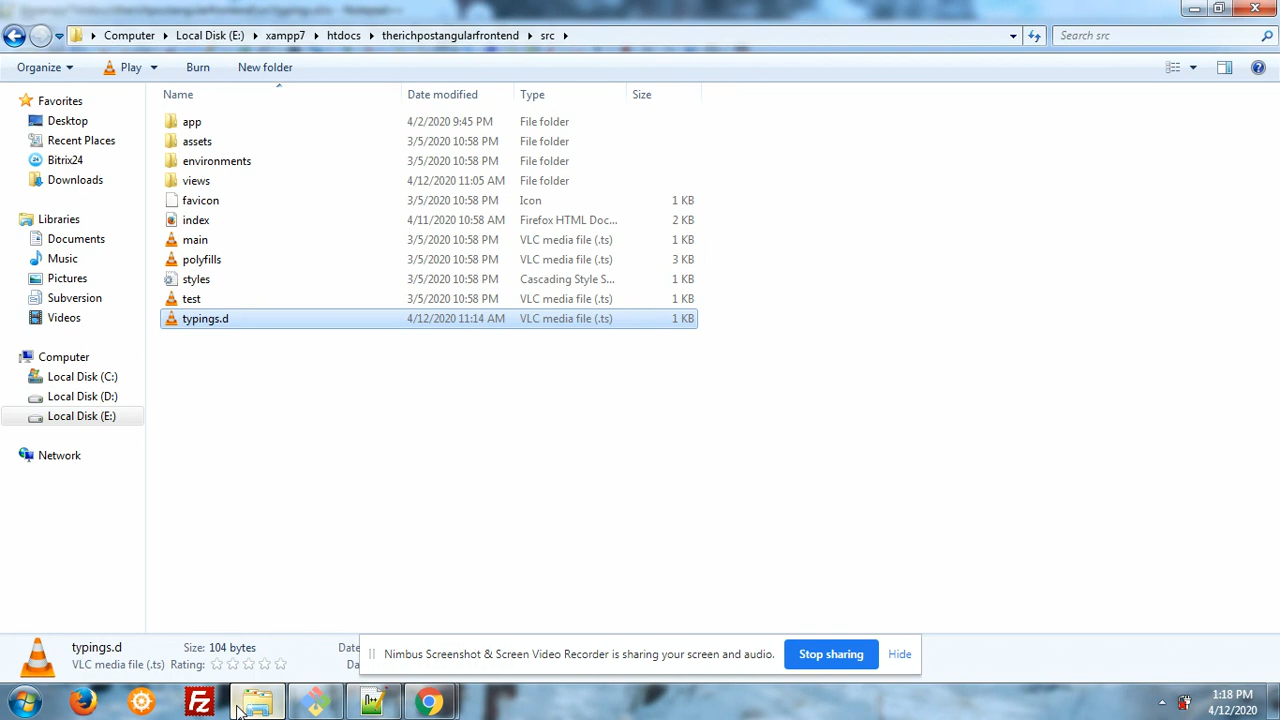 Computer Local Disk (E:) xampp7 htdocs therichpostangularfrontend src Search src
Organize Play Burn New folder
Name Date modified Type Size
Favorites
Desktop
Recent Places
Bitrix24
Downloads
Libraries
Documents
Music
Pictures
Subversion
Videos
Computer
Local Disk (C:)
Local Disk (D:)
Local Disk (E:)
Network
app 4/2/2020 9:45 PM File folder
assets 3/5/2020 10:58 PM File folder
environments 3/5/2020 10:58 PM File folder
views 4/12/2020 11:05 AM File folder
favicon 3/5/2020 10:58 PM Icon 1 KB
index 4/11/2020 10:58 AM Firefox HTML Doc... 2 KB
main 3/5/2020 10:58 PM VLC media file (.ts) 1 KB
polyfills 3/5/2020 10:58 PM VLC media file (.ts) 3 KB
styles 3/5/2020 10:58 PM Cascading Style S... 1 KB
test 3/5/2020 10:58 PM VLC media file (.ts) 1 KB
typings.d 4/12/2020 11:14 AM VLC media file (.ts) 1 KB
typings.d Size: 104 bytes Date
VLC media file (.ts) Rating: Da
Nimbus Screenshot & Screen Video Recorder is sharing your screen and audio. Stop sharing Hide
Fz
1:18 PM
4/12/2020